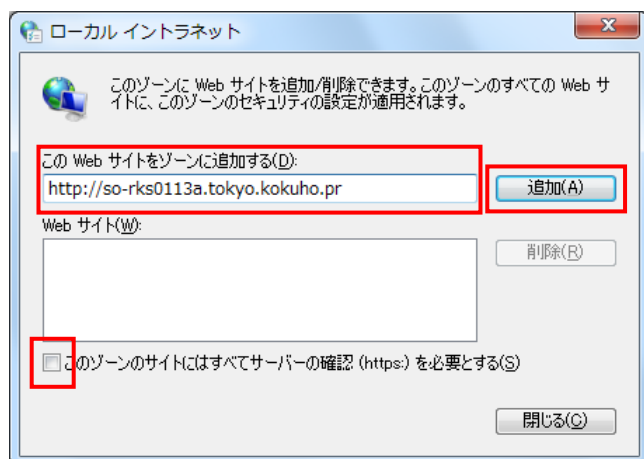 ローカル イントラネット
このゾーンに Web サイトを追加/削除できます。このゾーンのすべての Web サ
イトに、このゾーンのセキュリティの設定が適用されます。
この Web サイトをゾーンに追加する(D):
http://so-rks0113a.tokyo.kokuho.pr
追加(A)
Web サイト(W):
削除(R)
このゾーンのサイトにはすべてサーバーの確認 (https:) を必要とする(S)
閉じる(C)